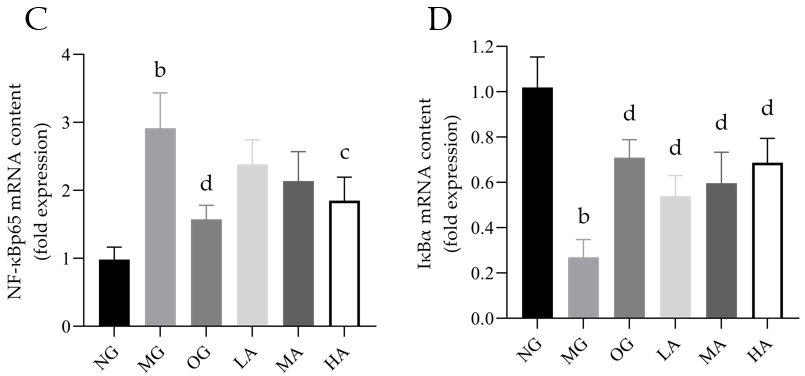 C
NF-κBp65 mRNA content
(fold expression)
4
3
2
1
0
b
d
c
NG
MG
OG
LA
MA
HA
D
IκBα mRNA content
(fold expression)
1.2
1.0
0.8
0.6
0.4
0.2
0.0
b
d
d
d
d
NG
MG
OG
LA
MA
HA